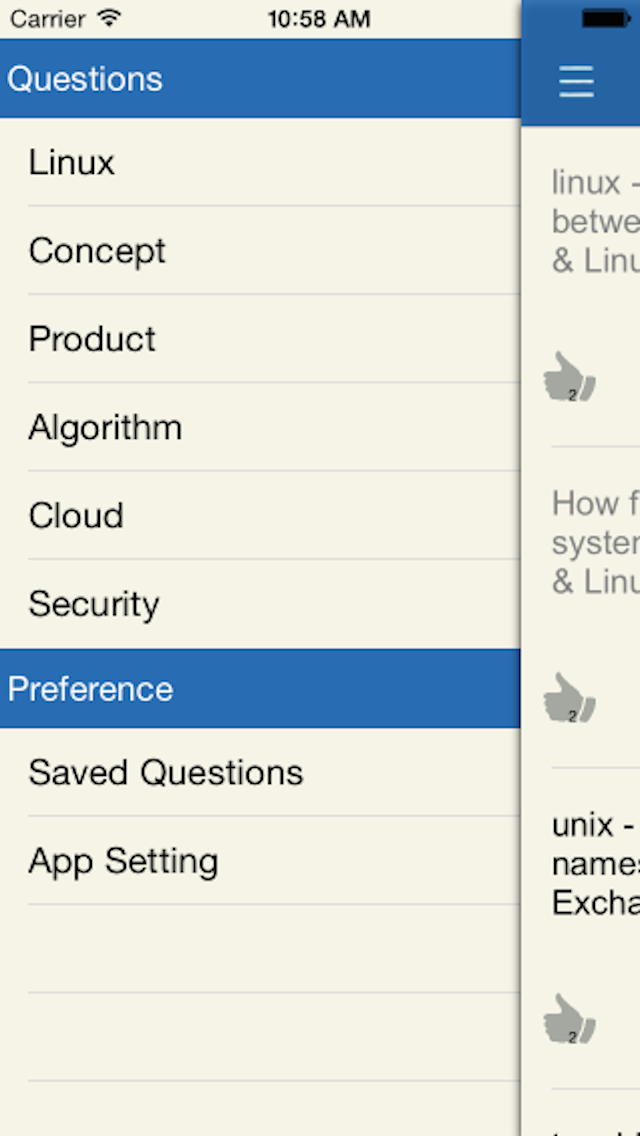 Carrier 10:58 AM
Questions
Linux
Concept
Product
Algorithm
Cloud
Security
Preference
Saved Questions
App Setting
linux -
betwe
& Linu
2
How f
syster
& Linu
2
unix -
names
Excha
2